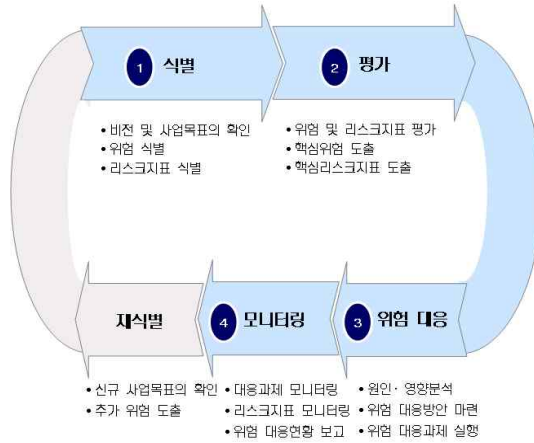 1 식별
2 평가
• 비전 및 사업목표의 확인
• 위험 식별
• 리스크지표 식별
• 위험 및 리스크지표 평가
• 핵심위험 도출
• 핵심리스크지표 도출
재식별
4 모니터링
3 위험 대응
• 신규 사업목표의 확인
• 추가 위험 도출
• 대응과제 모니터링
• 리스크지표 모니터링
• 위험 대응현황 보고
• 원인· 영향분석
• 위험 대응방안 마련
• 위험 대응과제 실행